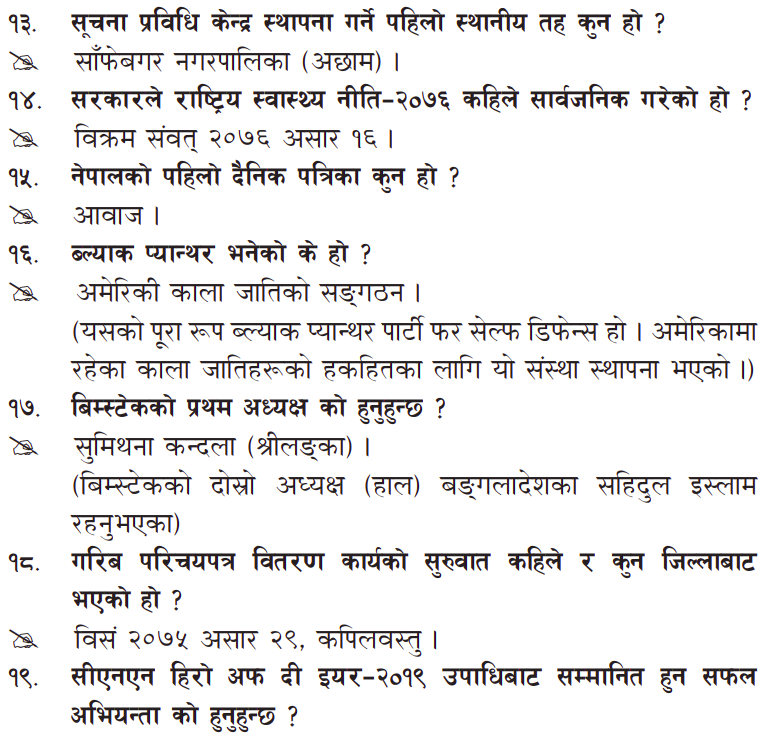 १३. सूचना प्रविधि केन्द्र स्थापना गर्ने पहिलो स्थानीय तह कुन हो ?
साँफेबगर नगरपालिका (अछाम) ।
१४. सरकारले राष्ट्रिय स्वास्थ्य नीति-२०७६ कहिले सार्वजनिक गरेको हो ?
विक्रम संवत् २०७६ असार १६ ।
१५. नेपालको पहिलो दैनिक पत्रिका कुन हो ?
आवाज ।
१६. ब्ल्याक प्यान्थर भनेको के हो ?
अमेरिकी काला जातिको सङ्गठन ।
(यसको पूरा रूप ब्ल्याक प्यान्थर पार्टी फर सेल्फ डिफेन्स हो । अमेरिकामा
रहेका काला जातिहरूको हकहितका लागि यो संस्था स्थापना भएको ।)
१७. बिम्स्टेकको प्रथम अध्यक्ष को हुनुहुन्छ ?
सुमिथना कन्दला (श्रीलङ्का) ।
(बिम्स्टेकको दोस्रो अध्यक्ष (हाल) बङ्गलादेशका सहिदुल इस्लाम
रहनुभएका)
१८. गरिब परिचयपत्र वितरण कार्यको सुरुवात कहिले र कुन जिल्लाबाट
भएको हो ?
विसं २०७५ असार २९, कपिलवस्तु ।
१९. सीएनएन हिरो अफ दी इयर-२०१९ उपाधिबाट सम्मानित हुन सफल
अभियन्ता को हुनुहुन्छ ?